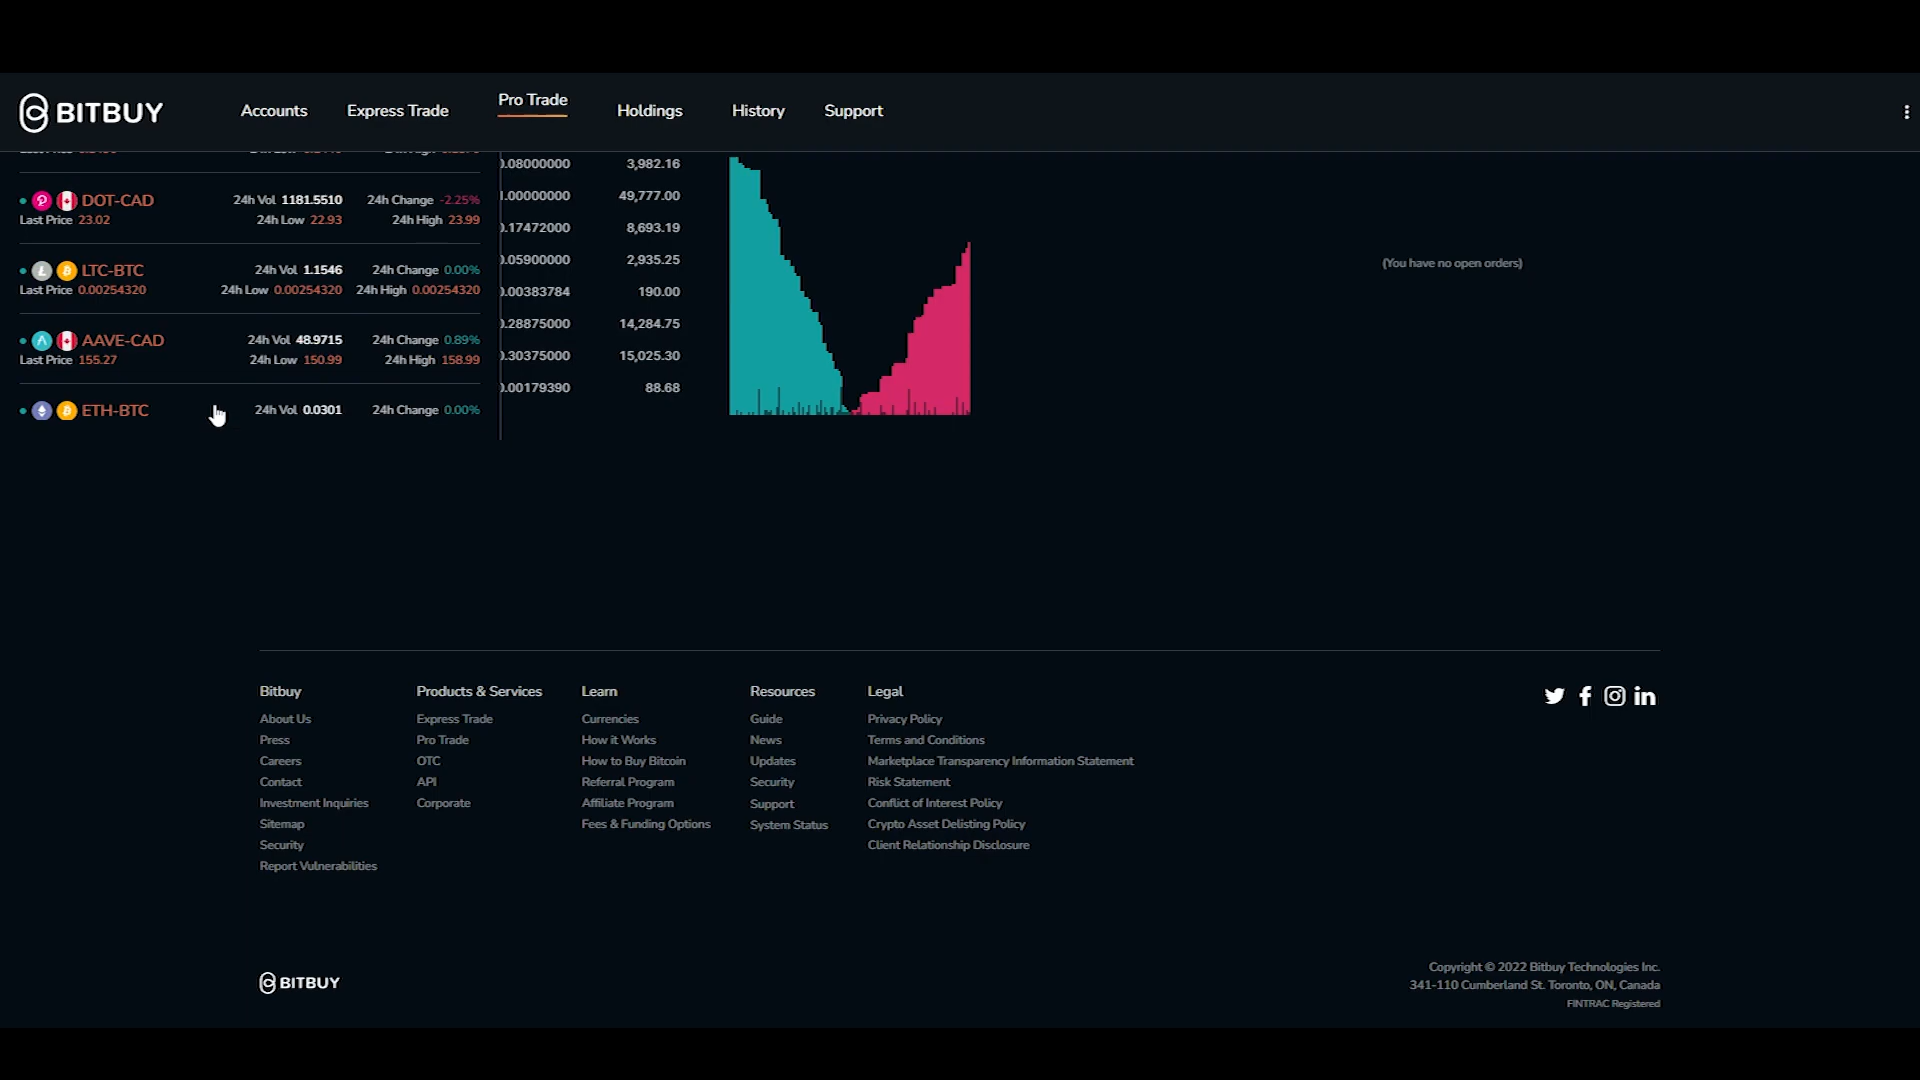 BITBUY
Accounts
Express Trade
Pro Trade
Holdings
History
Support
DOT-CAD 24h Vol 1181.5510 24h Change -2.25%
Last Price 23.02 24h Low 22.93 24h High 23.99
LTC-BTC 24h Vol 1.1546 24h Change 0.00%
Last Price 0.00254320 24h Low 0.00254320 24h High 0.00254320
AAVE-CAD 24h Vol 48.9715 24h Change 0.89%
Last Price 155.27 24h Low 150.99 24h High 158.99
ETH-BTC 24h Vol 0.0301 24h Change 0.00%
.08000000 3,982.16
.00000000 49,777.00
.17472000 8,693.19
.05900000 2,935.25
.00383784 190.00
.28875000 14,284.75
.30375000 15,025.30
.00179390 88.68
(You have no open orders)
Bitbuy
About Us
Press
Careers
Contact
Investment Inquiries
Sitemap
Security
Report Vulnerabilities
Products & Services
Express Trade
Pro Trade
OTC
API
Corporate
Learn
Currencies
How it Works
How to Buy Bitcoin
Referral Program
Affiliate Program
Fees & Funding Options
Resources
Guide
News
Updates
Security
Support
System Status
Legal
Privacy Policy
Terms and Conditions
Marketplace Transparency Information Statement
Risk Statement
Conflict of Interest Policy
Crypto Asset Delisting Policy
Client Relationship Disclosure
BITBUY
Copyright © 2022 Bitbuy Technologies Inc.
341-110 Cumberland St. Toronto, ON, Canada
FINTRAC Registered